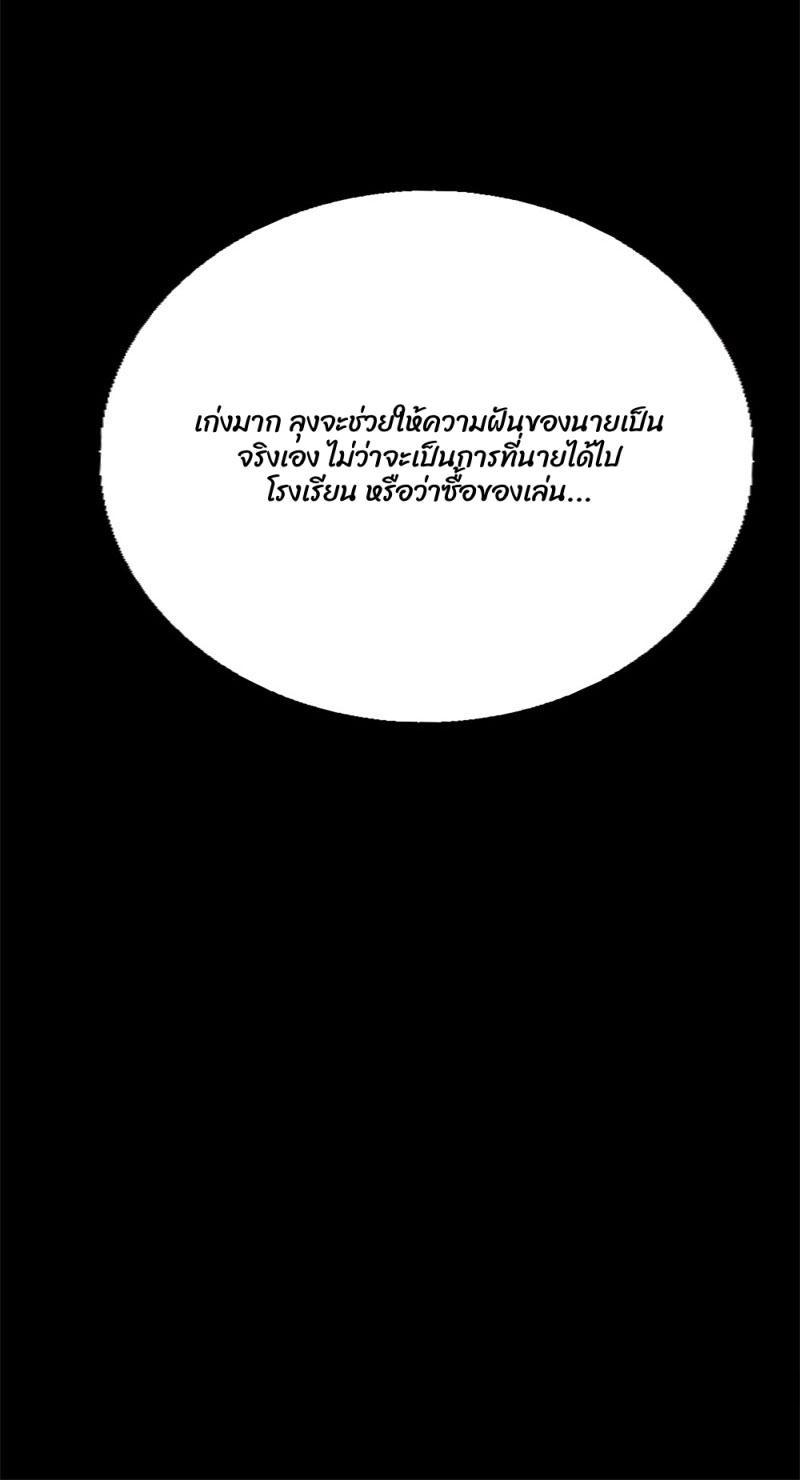 เก่งมาก ลุงจะช่วยให้ความฝันของนายเป็น
จริงเอง ไม่ว่าจะเป็นการที่นายได้ไป
โรงเรียน หรือว่าซื้อของเล่น...